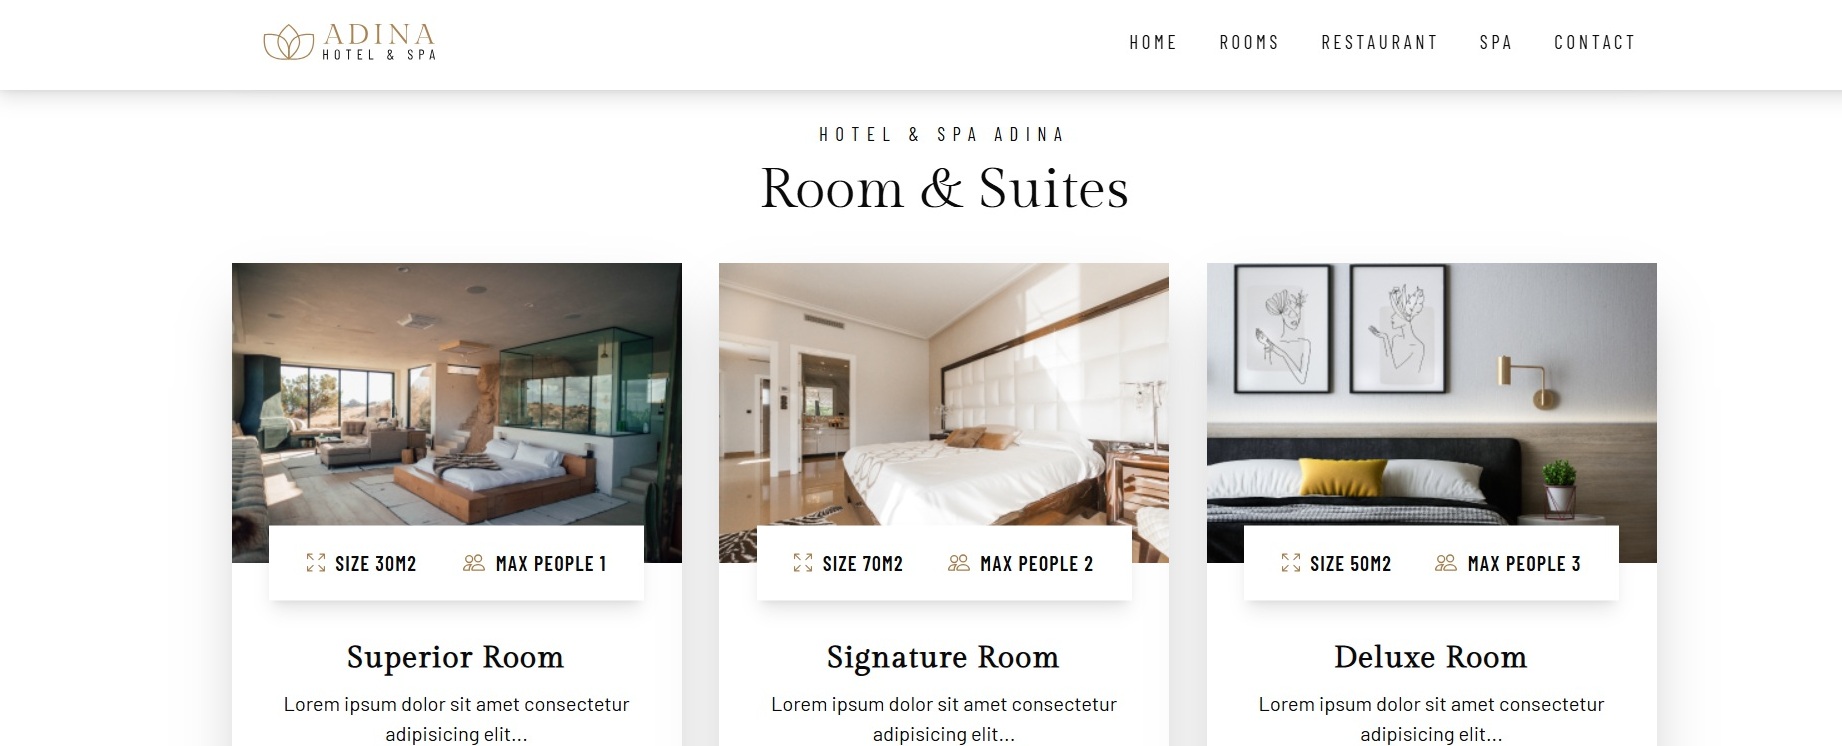 ADINA
HOTEL & SPA
HOME ROOMS RESTAURANT SPA CONTACT
HOTEL & SPA ADINA
Room & Suites
SIZE 30M2 MAX PEOPLE 1
Superior Room
Lorem ipsum dolor sit amet consectetur
adipisicing elit...
SIZE 70M2 MAX PEOPLE 2
Signature Room
Lorem ipsum dolor sit amet consectetur
adipisicing elit...
SIZE 50M2 MAX PEOPLE 3
Deluxe Room
Lorem ipsum dolor sit amet consectetur
adipisicing elit...